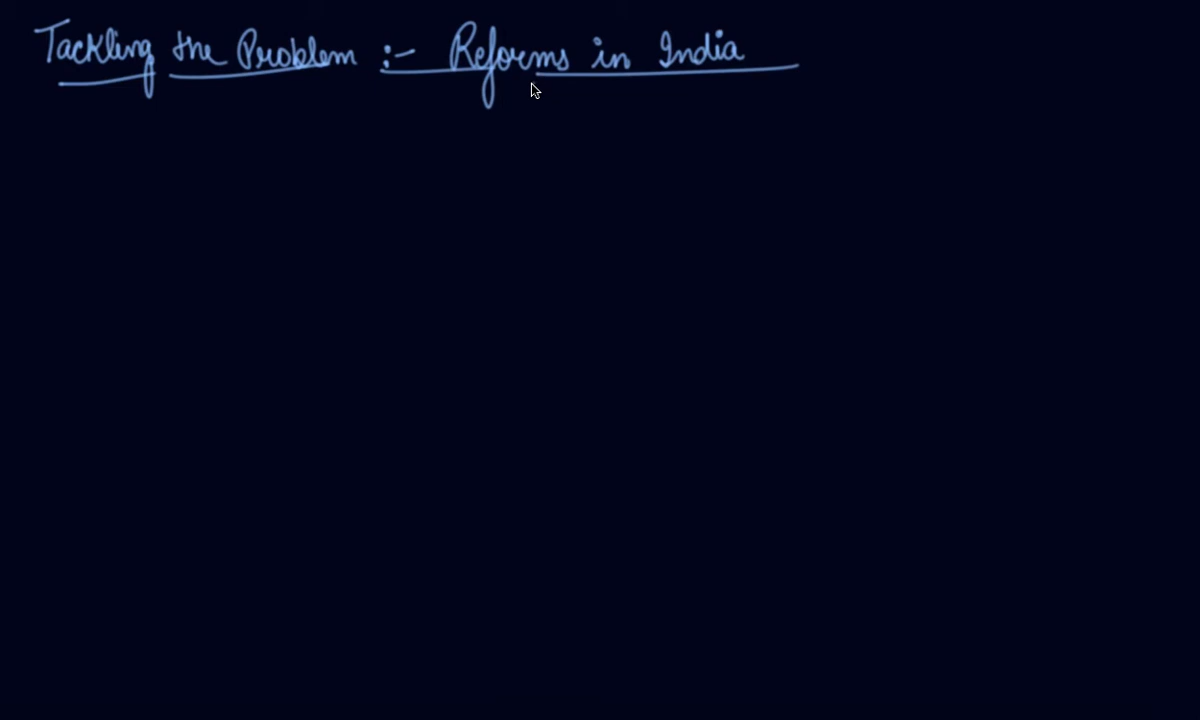 Tackling the Problem :- Reforms in India